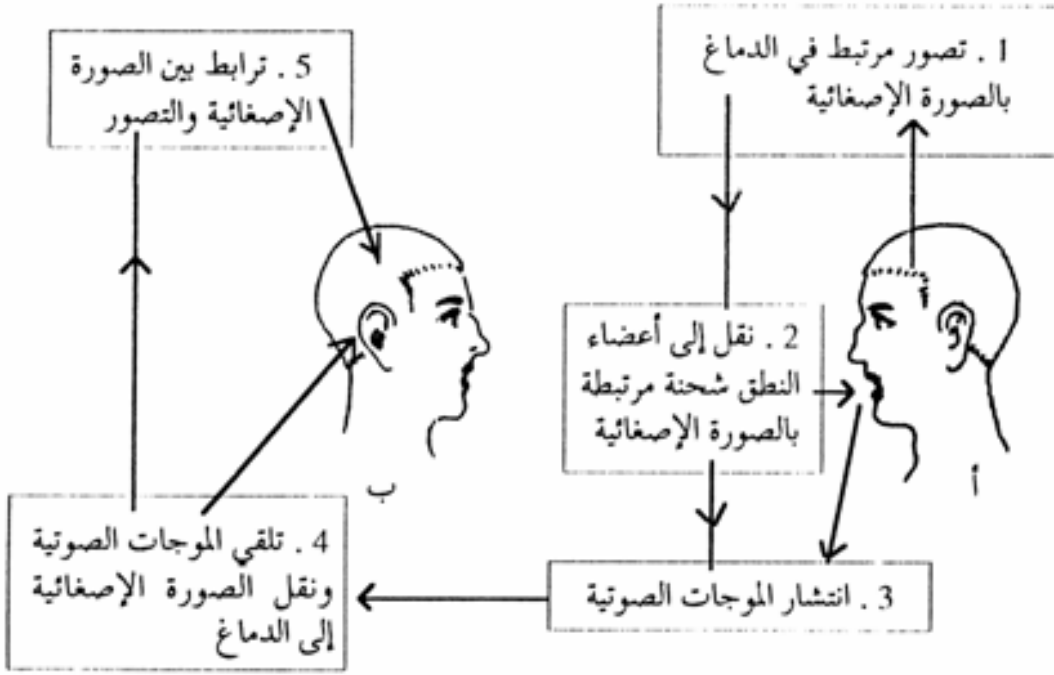 1 . تصور مرتبط في الدماغ
بالصورة الإصغائية
2 . نقل إلى أعضاء
النطق شحنة مرتبطة
بالصورة الإصغائية
أ
3 . انتشار الموجات الصوتية
4 . تلقي الموجات الصوتية
ونقل الصورة الإصغائية
إلى الدماغ
ب
5 . ترابط بين الصورة
الإصغائية والتصور